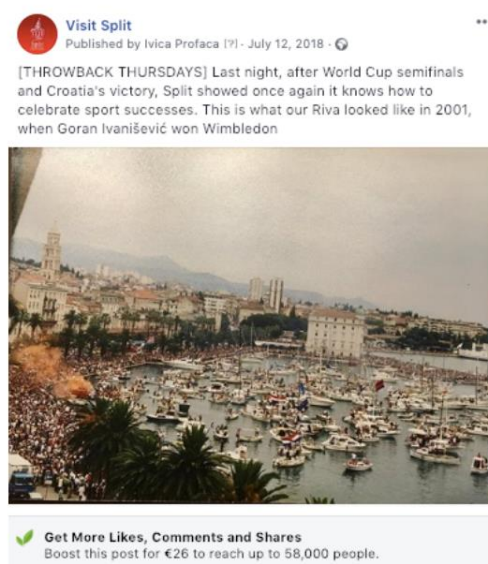 Visit Split
Published by Ivica Profaca [?] · July 12, 2018 ·
[THROWBACK THURSDAYS] Last night, after World Cup semifinals
and Croatia's victory, Split showed once again it knows how to
celebrate sport successes. This is what our Riva looked like in 2001,
when Goran Ivanišević won Wimbledon
Get More Likes, Comments and Shares
Boost this post for €26 to reach up to 58,000 people.